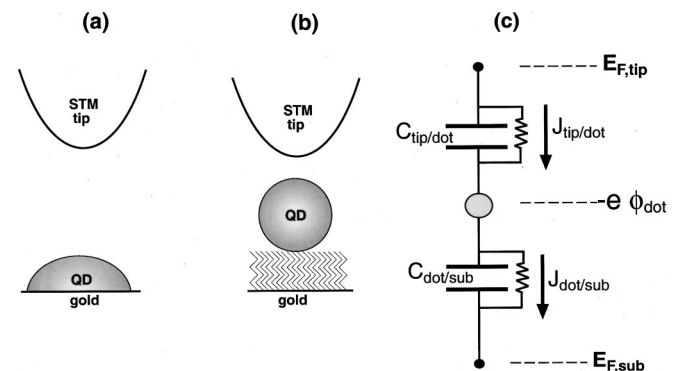 (a)
STM
tip
QD
gold
(b)
STM
tip
QD
gold
(c)
E_F,tip
C_tip/dot
J_tip/dot
-e ϕ_dot
C_dot/sub
J_dot/sub
E_F,sub